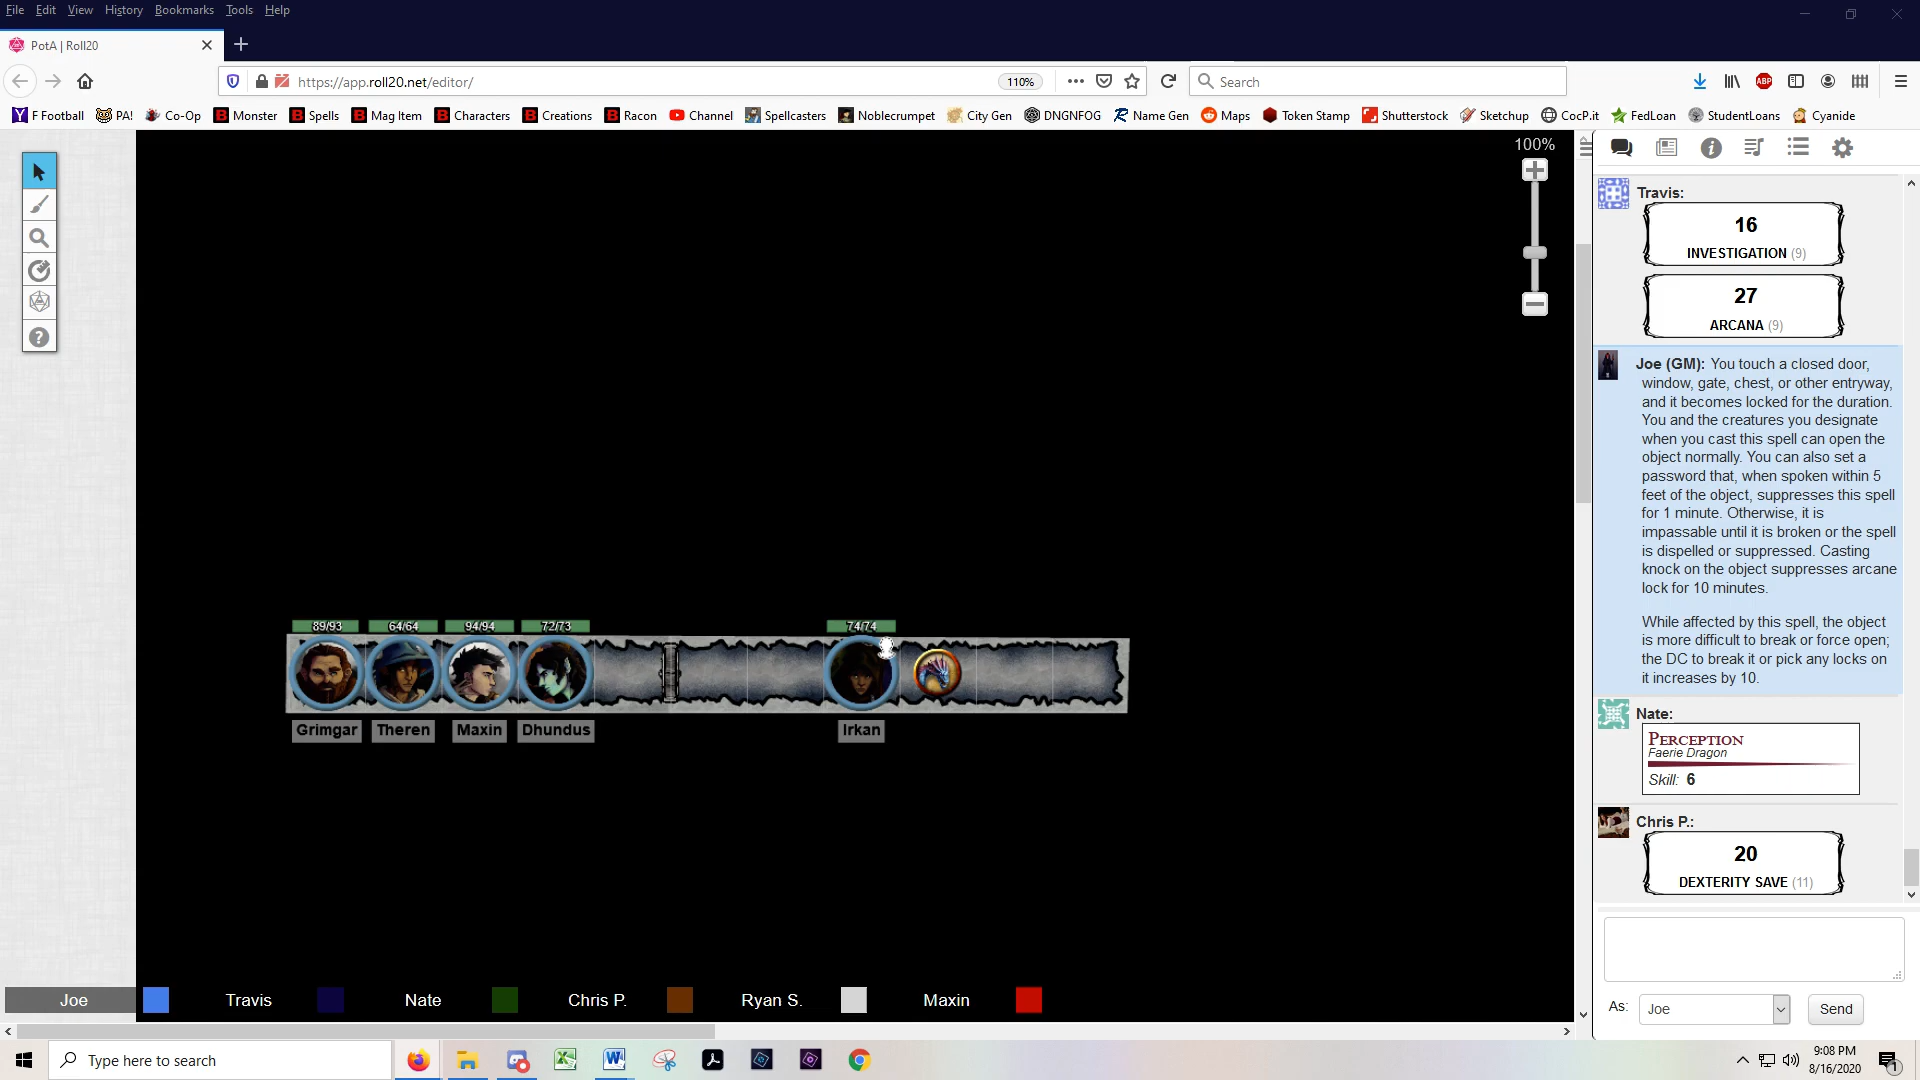 File Edit View History Bookmarks Tools Help
PotA | Roll20
https://app.roll20.net/editor/
110%
Search
F Football PA! Co-Op Monster Spells Mag Item Characters Creations Racon Channel Spellcasters Noblecrumpet City Gen DNGNFOG Name Gen Maps Token Stamp Shutterstock Sketchup CocP.it FedLoan StudentLoans Cyanide
100%
Travis:
16
INVESTIGATION (9)
27
ARCANA (9)
Joe (GM): You touch a closed door,
window, gate, chest, or other entryway,
and it becomes locked for the duration.
You and the creatures you designate
when you cast this spell can open the
object normally. You can also set a
password that, when spoken within 5
feet of the object, suppresses this spell
for 1 minute. Otherwise, it is
impassable until it is broken or the spell
is dispelled or suppressed. Casting
knock on the object suppresses arcane
lock for 10 minutes.
While affected by this spell, the object
is more difficult to break or force open;
the DC to break it or pick any locks on
it increases by 10.
Nate:
PERCEPTION
Faerie Dragon
Skill: 6
Chris P.:
20
DEXTERITY SAVE (11)
As: Joe Send
89/93 64/64 94/94 72/73 74/74
Grimgar Theren Maxin Dhundus Irkan
Joe Travis Nate Chris P. Ryan S. Maxin
Type here to search
9:08 PM
8/16/2020
1